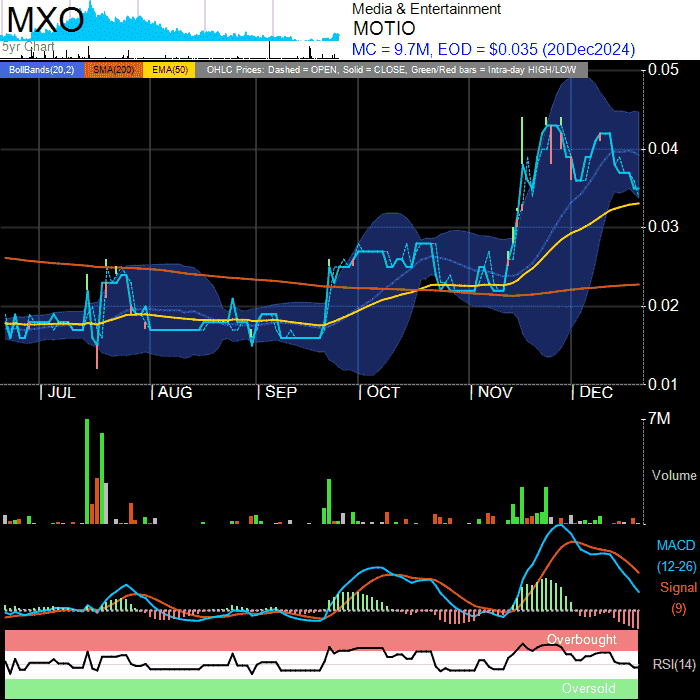 MXO
5yr Chart
Media & Entertainment
MOTIO
MC = 9.7M, EOD = $0.035 (20Dec2024)
BollBands(20,2) SMA(200) EMA(50) OHLC Prices: Dashed = OPEN, Solid = CLOSE, Green/Red bars = Intra-day HIGH/LOW
0.05
0.04
0.03
0.02
0.01
JUL AUG SEP OCT NOV DEC
7M
Volume
MACD
(12-26)
Signal
(9)
Overbought
RSI(14)
Oversold